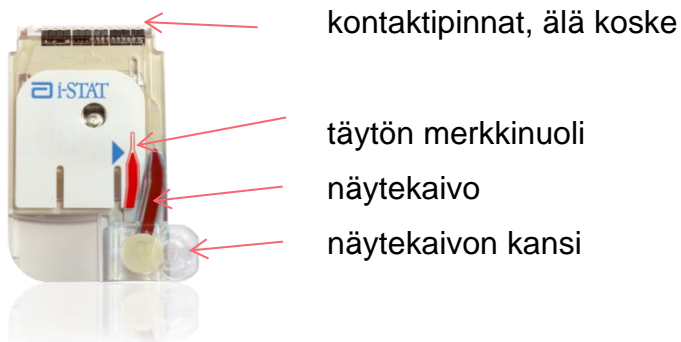 kontaktipinnat, älä koske
i-STAT
täytön merkkinuoli
näytekaivo
näytekaivon kansi